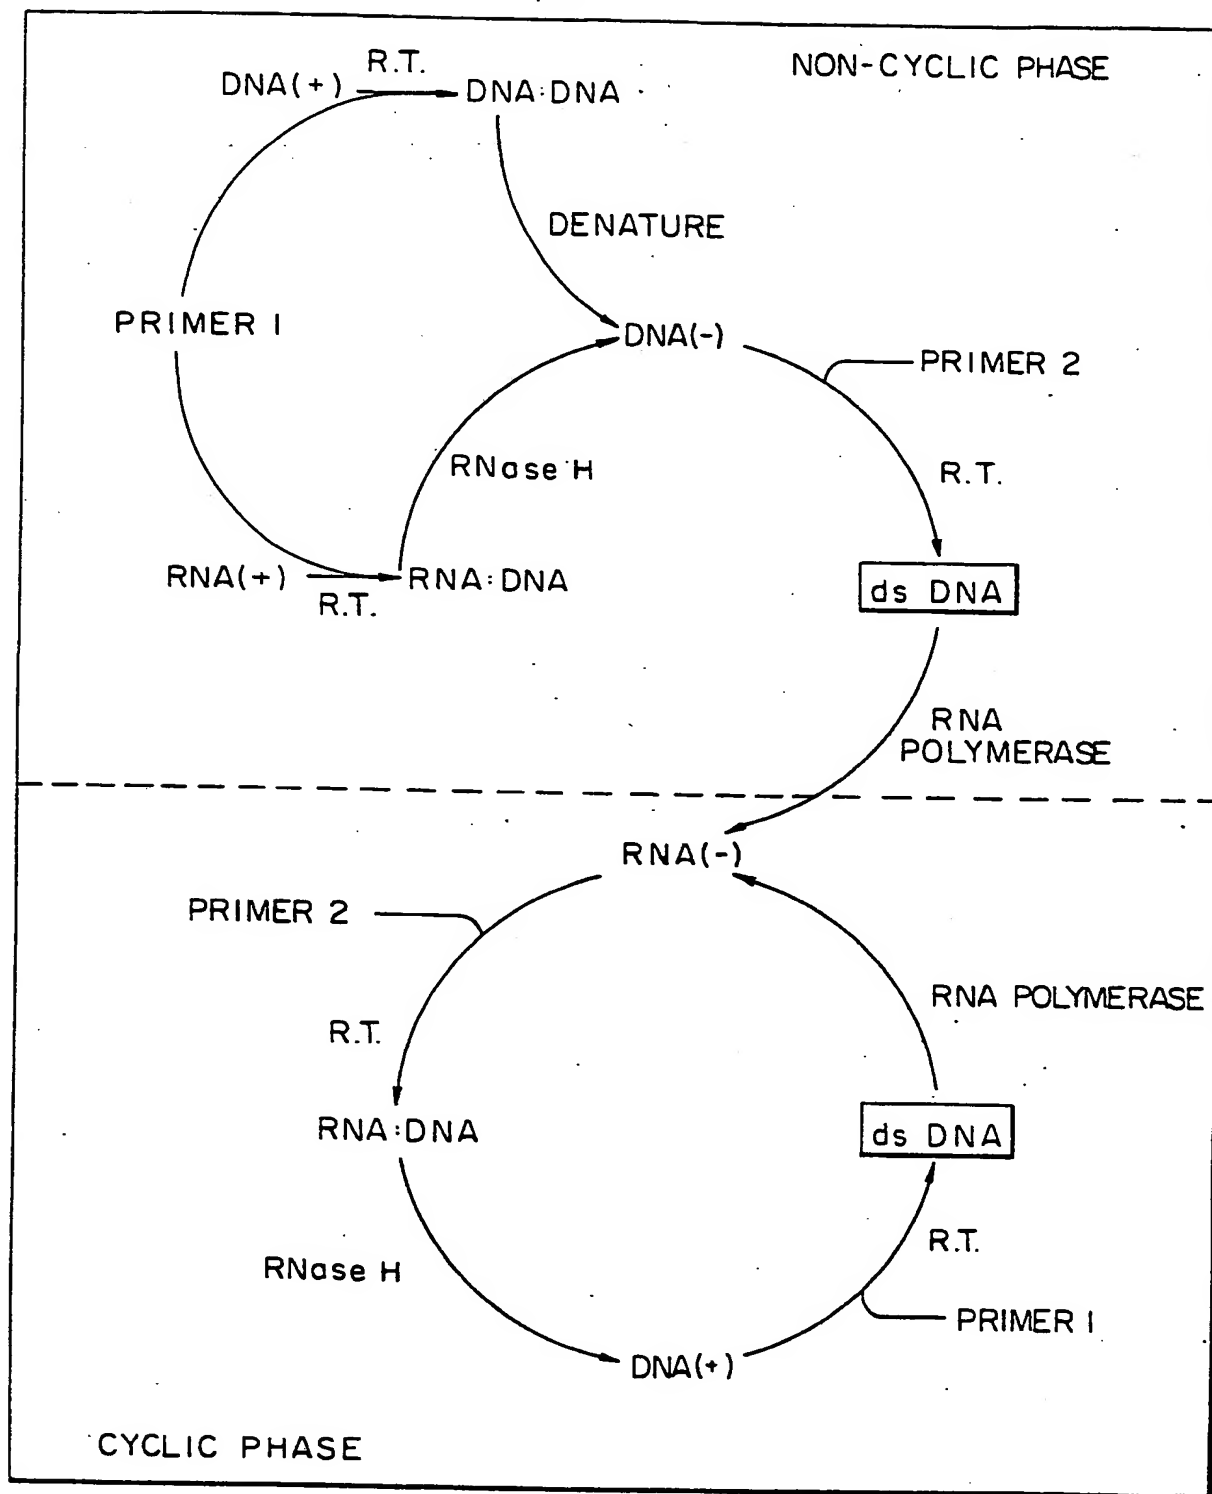 NON-CYCLIC PHASE
R.T.
DNA(+)
DNA:DNA
DENATURE
PRIMER 1
DNA(-)
PRIMER 2
RNase H
R.T.
RNA(+)
RNA:DNA
R.T.
ds DNA
RNA
POLYMERASE
RNA(-)
PRIMER 2
RNA POLYMERASE
R.T.
RNA:DNA
ds DNA
R.T.
RNase H
PRIMER 1
DNA(+)
CYCLIC PHASE